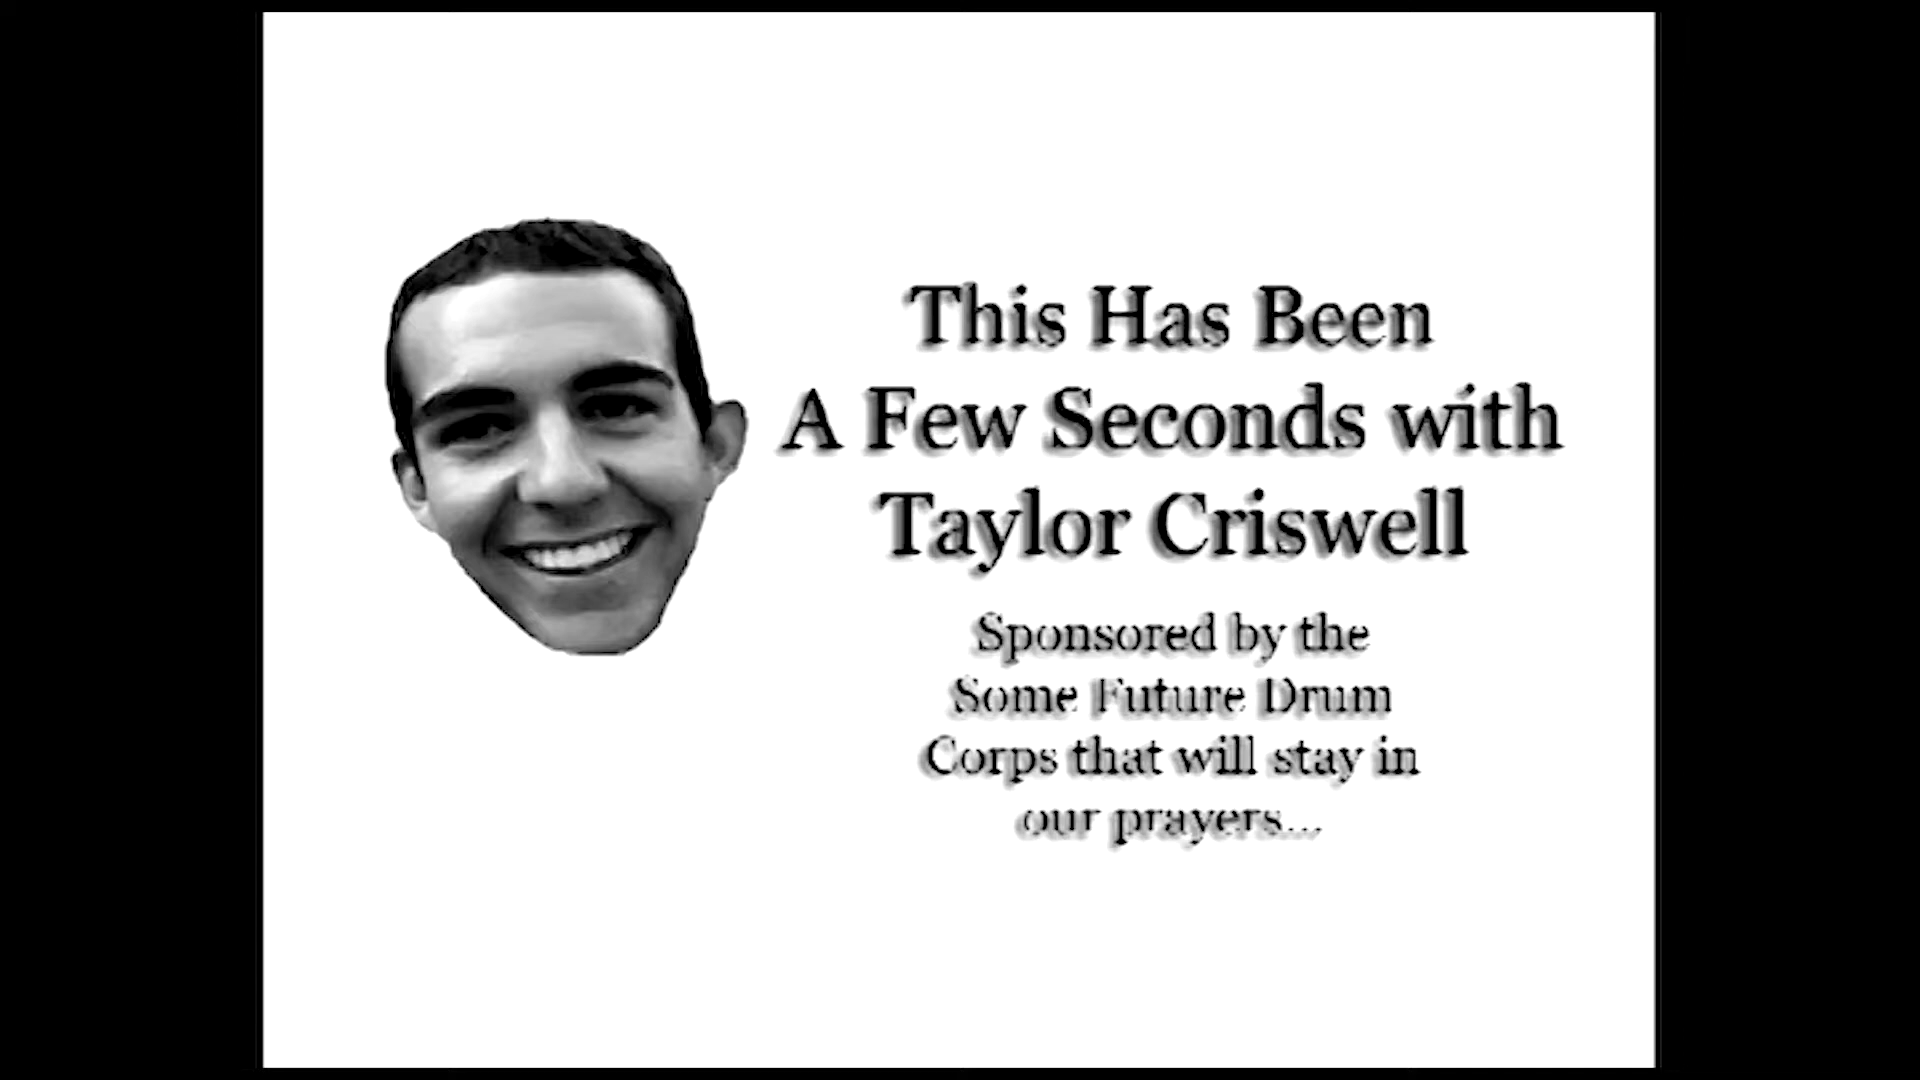 This Has Been
A Few Seconds with
Taylor Criswell
Sponsored by the
Some Future Drum
Corps that will stay in
our prayers...